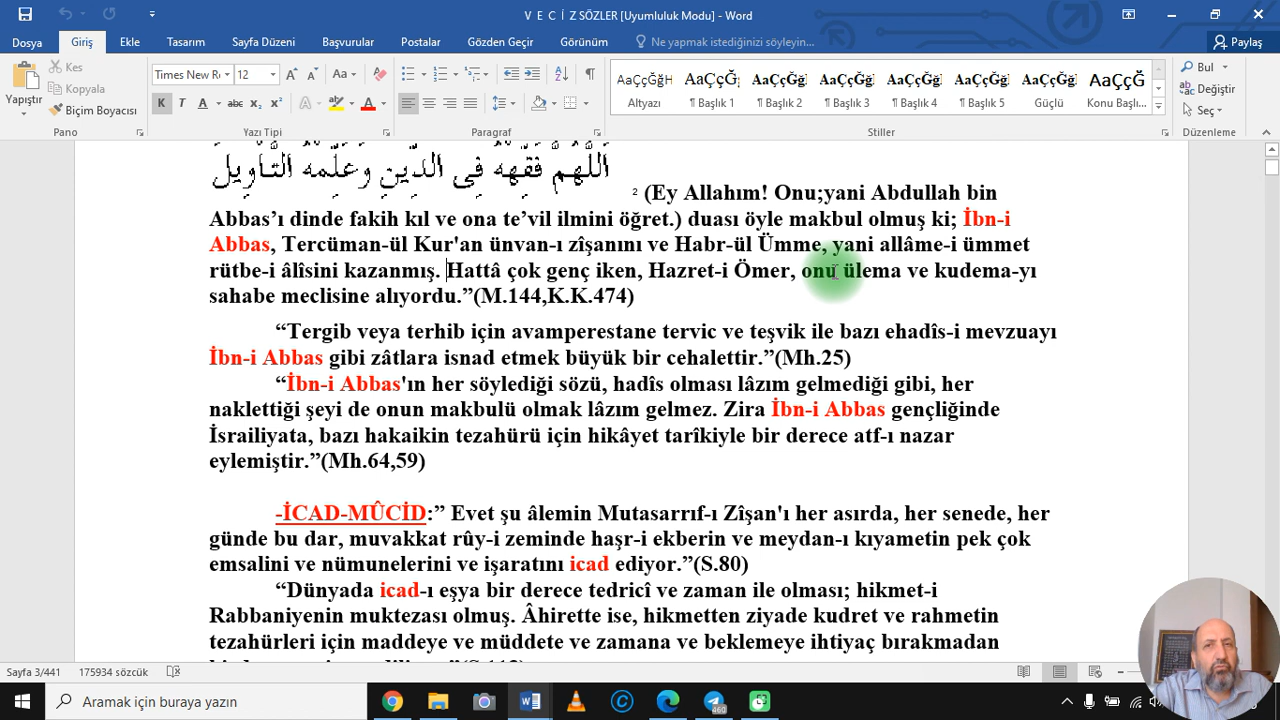 V E C İ Z SÖZLER [Uyumluluk Modu] - Word
Dosya Giriş Ekle Tasarım Sayfa Düzeni Başvurular Postalar Gözden Geçir Görünüm Ne yapmak istediğinizi söyleyin... Paylaş
Yapıştır
Kes
Kopyala
Biçim Boyacısı
Pano
Times New Ro 12
K T A abc x₂ x² A
Yazı Tipi
Paragraf
AaÇçĞğH AaÇçĞ AaÇçĞğ AaÇçĞğ AaÇçĞğ AaÇçĞğ AaÇçĞğ AaÇçĞ
Altyazı ¶ Başlık 1 ¶ Başlık 2 ¶ Başlık 3 ¶ Başlık 4 ¶ Başlık 5 Güçlü Konu Başlı...
Stiller
Bul
Değiştir
Seç
Düzenleme
اَللّٰهُمَّ فَقِّهْهُ فِى الدِّينِ وَعَلِّمْهُ التَّاْوِيلَ
2 (Ey Allahım! Onu;yani Abdullah bin
Abbas’ı dinde fakih kıl ve ona te’vil ilmini öğret.) duası öyle makbul olmuş ki; İbn-i
Abbas, Tercüman-ül Kur'an ünvan-ı zîşanını ve Habr-ül Ümme, yani allâme-i ümmet
rütbe-i âlîsini kazanmış. Hattâ çok genç iken, Hazret-i Ömer, onu ülema ve kudema-yı
sahabe meclisine alıyordu.”(M.144,K.K.474)
“Tergib veya terhib için avamperestane tervic ve teşvik ile bazı ehadîs-i mevzuayı
İbn-i Abbas gibi zâtlara isnad etmek büyük bir cehalettir.”(Mh.25)
“İbn-i Abbas'ın her söylediği sözü, hadîs olması lâzım gelmediği gibi, her
naklettiği şeyi de onun makbulü olmak lâzım gelmez. Zira İbn-i Abbas gençliğinde
İsrailiyata, bazı hakaikin tezahürü için hikâyet tarîkiyle bir derece atf-ı nazar
eylemiştir.”(Mh.64,59)
-İCAD-MÛCİD:” Evet şu âlemin Mutasarrıf-ı Zîşan'ı her asırda, her senede, her
günde bu dar, muvakkat rûy-i zeminde haşr-i ekberin ve meydan-ı kıyametin pek çok
emsalini ve nümunelerini ve işaratını icad ediyor.”(S.80)
“Dünyada icad-ı eşya bir derece tedricî ve zaman ile olması; hikmet-i
Rabbaniyenin muktezası olmuş. Âhirette ise, hikmetten ziyade kudret ve rahmetin
tezahürleri için maddeye ve müddete ve zamana ve beklemeye ihtiyaç bırakmadan
Sayfa 3/441 175934 sözcük
Aramak için buraya yazın
460